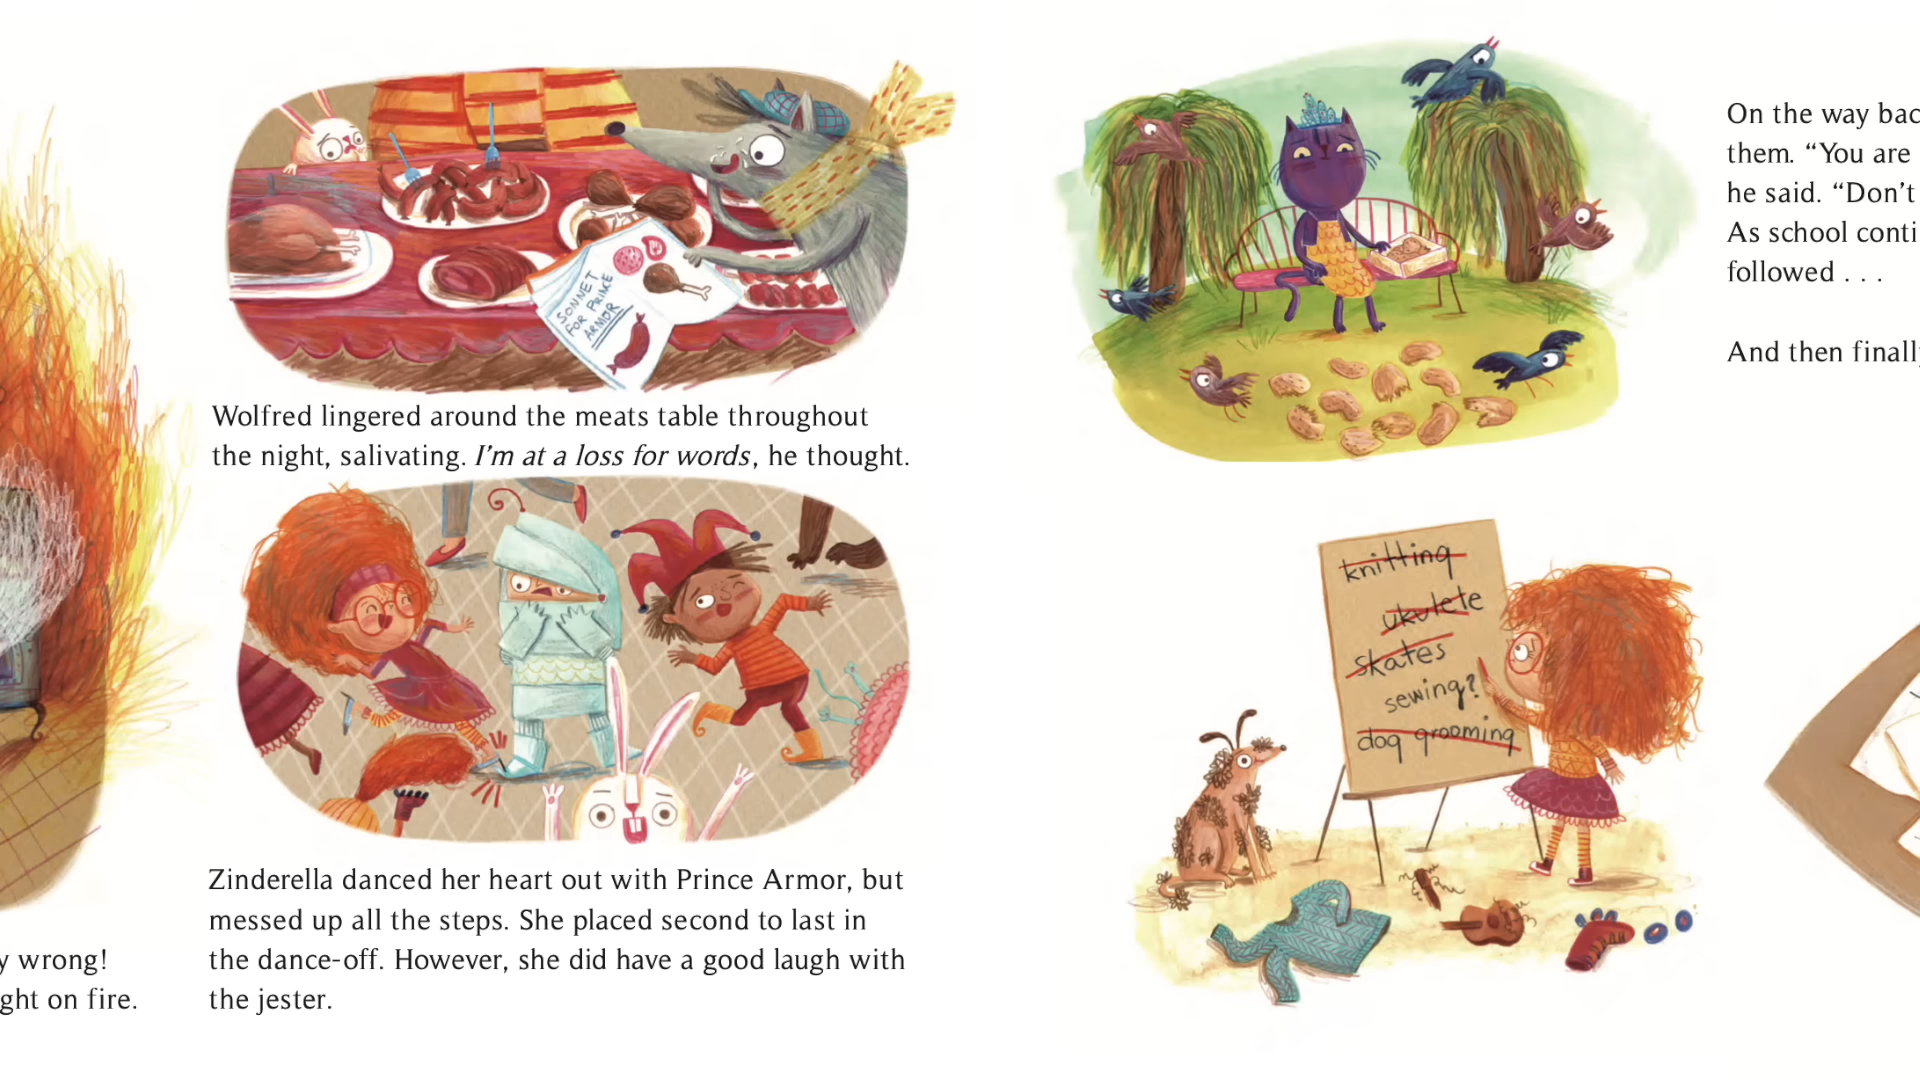 y wrong!
ght on fire.
SONNET
FOR PRINCE
ARMOR
Wolfred lingered around the meats table throughout
the night, salivating. I'm at a loss for words, he thought.
Zinderella danced her heart out with Prince Armor, but
messed up all the steps. She placed second to last in
the dance-off. However, she did have a good laugh with
the jester.
knitting
ukulele
skates
sewing?
dog grooming
On the way bac
them. “You are
he said. “Don't
As school conti
followed . . .
And then finally